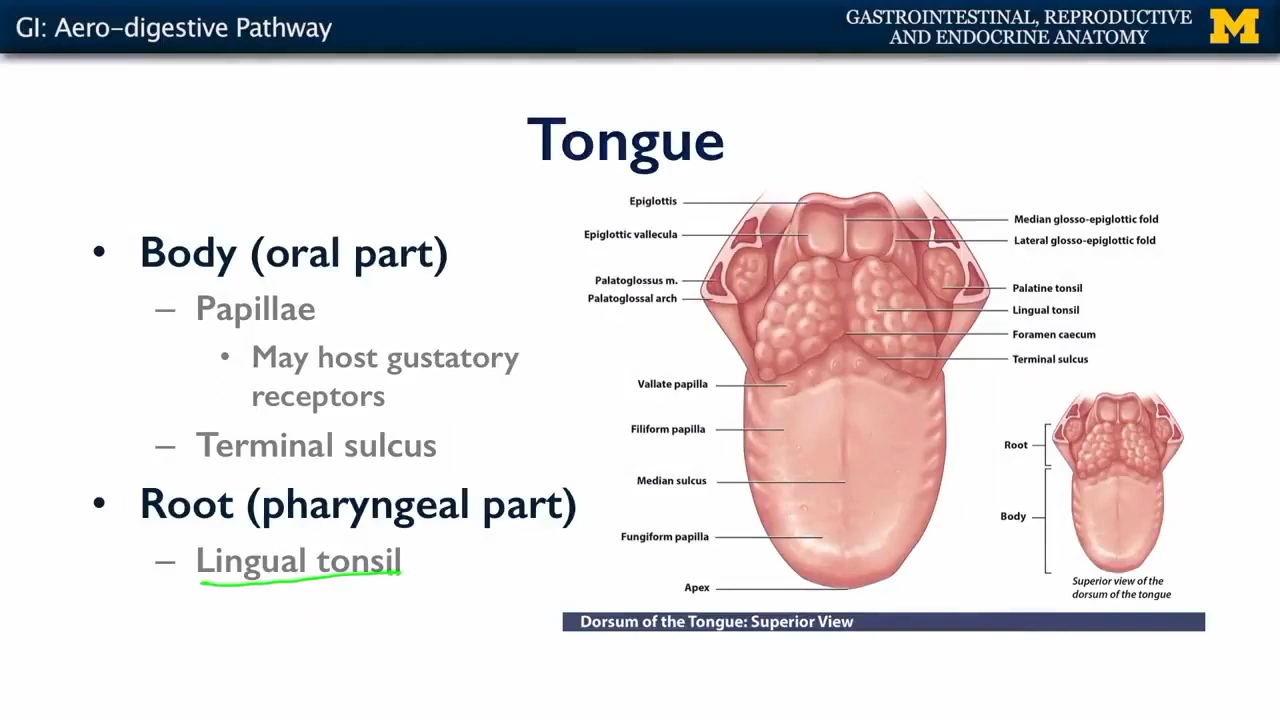 GI: Aero-digestive Pathway
GASTROINTESTINAL, REPRODUCTIVE
AND ENDOCRINE ANATOMY
M
Tongue
• Body (oral part)
– Papillae
• May host gustatory
receptors
– Terminal sulcus
• Root (pharyngeal part)
– Lingual tonsil
Epiglottis
Epiglottic vallecula
Palatoglossus m.
Palatoglossal arch
Vallate papilla
Filiform papilla
Median sulcus
Fungiform papilla
Apex
Median glosso-epiglottic fold
Lateral glosso-epiglottic fold
Palatine tonsil
Lingual tonsil
Foramen caecum
Terminal sulcus
Root
Body
Superior view of the
dorsum of the tongue
Dorsum of the Tongue: Superior View